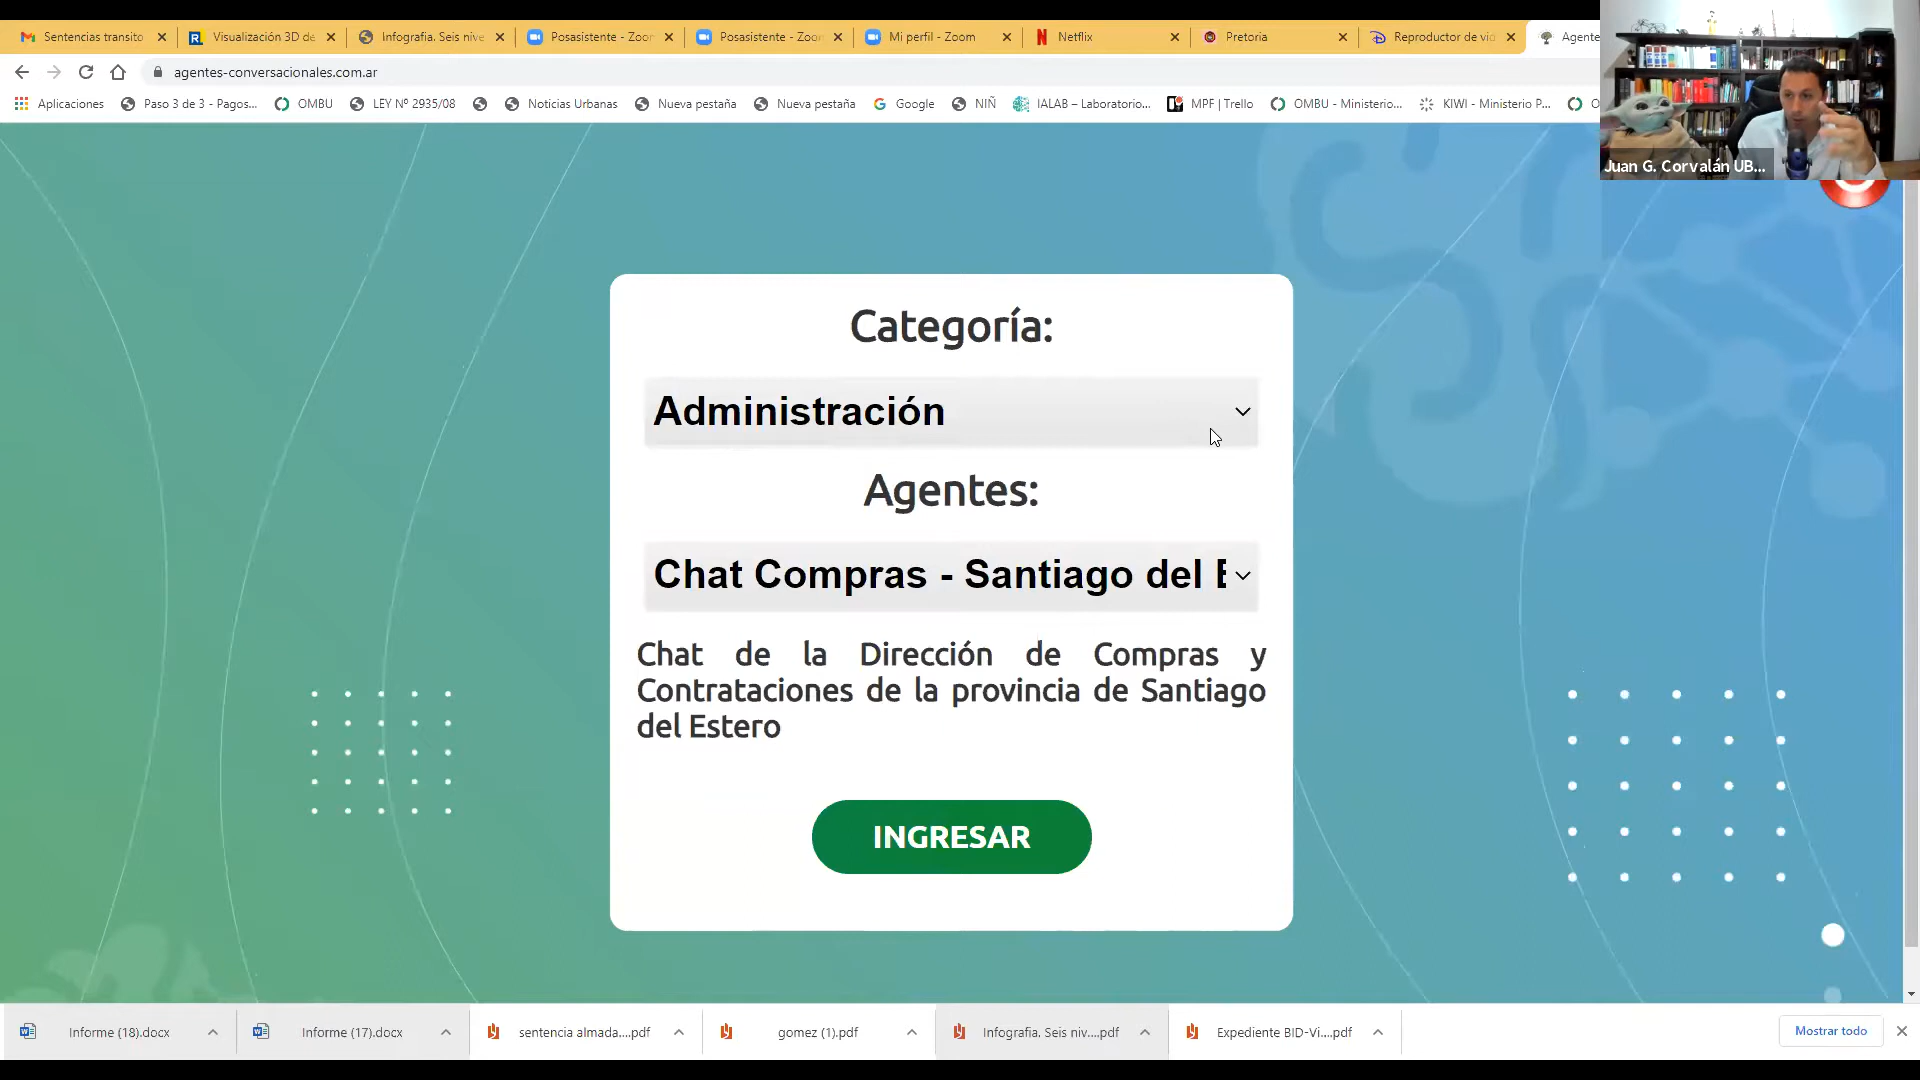 Sentencias transito
Visualización 3D de
Infografia. Seis nive
Posasistente - Zoom
Posasistente - Zoom
Mi perfil - Zoom
Netflix
Pretoria
Reproductor de vid
Agente
agentes-conversacionales.com.ar
Aplicaciones
Paso 3 de 3 - Pagos...
OMBU
LEY Nº 2935/08
Noticias Urbanas
Nueva pestaña
Nueva pestaña
Google
NIÑ
IALAB – Laboratorio...
MPF | Trello
OMBU - Ministerio...
KIWI - Ministerio P...
Juan G. Corvalán UB...
Categoría:
Administración
Agentes:
Chat Compras - Santiago del E
Chat de la Dirección de Compras y
Contrataciones de la provincia de Santiago
del Estero
INGRESAR
Informe (18).docx
Informe (17).docx
sentencia almada....pdf
gomez (1).pdf
Infografia. Seis niv....pdf
Expediente BID-Vi....pdf
Mostrar todo